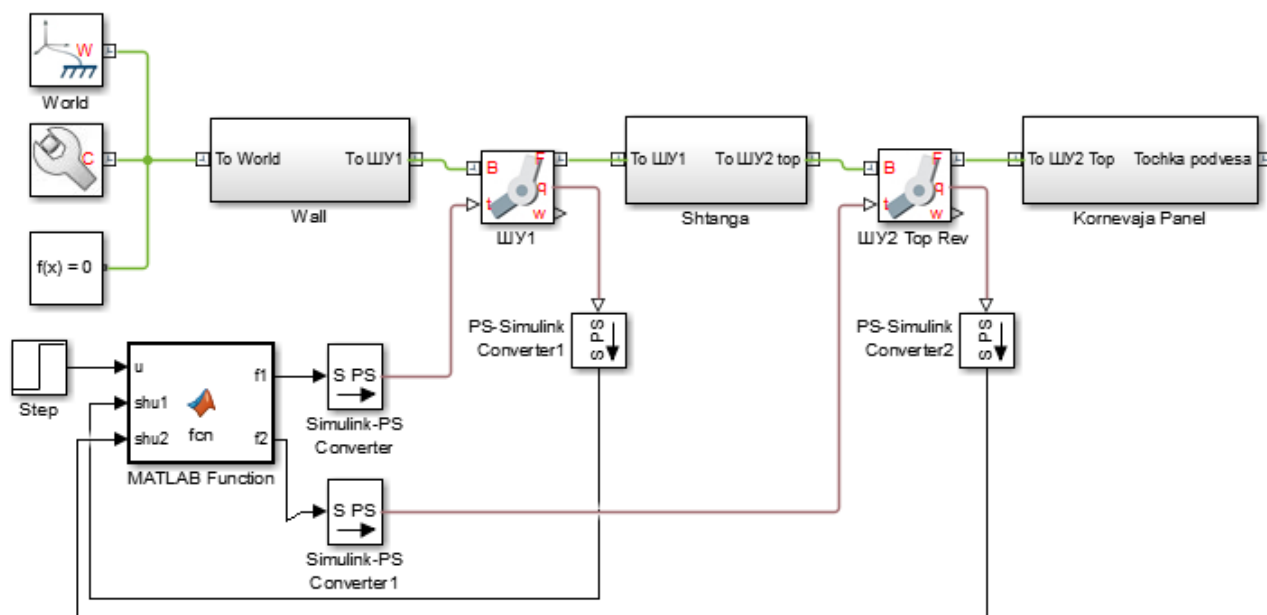 W
World
C
f(x) = 0
To World
To ШУ1
Wall
B
F
q
t
w
ШУ1
To ШУ1
To ШУ2 top
Shtanga
B
F
q
t
w
ШУ2 Top Rev
To ШУ2 Top
Tochka podvesa
Kornevaja Panel
PS-Simulink
Converter1
S PS
PS-Simulink
Converter2
S PS
Step
u
shu1
shu2
fcn
f1
f2
MATLAB Function
S PS
Simulink-PS
Converter
S PS
Simulink-PS
Converter1